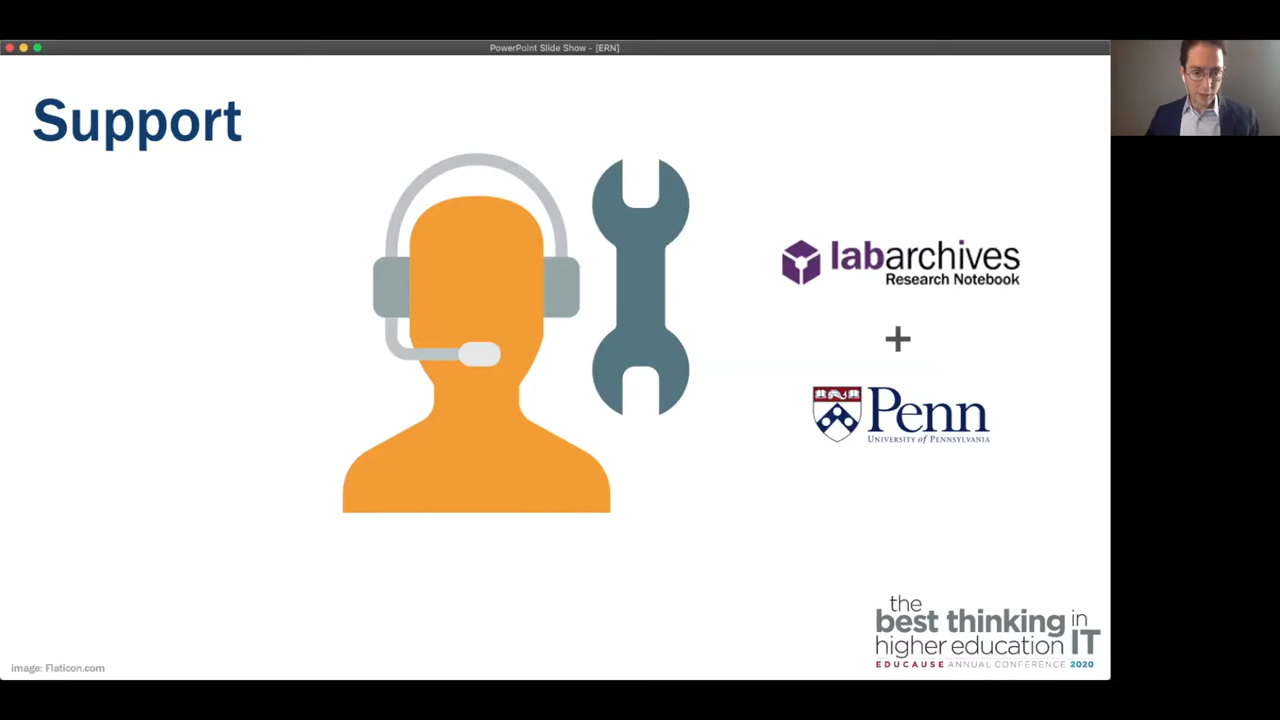 PowerPoint Slide Show - [ERN]
Support
labarchives
Research Notebook
+
Penn
UNIVERSITY OF PENNSYLVANIA
the
best thinking in
higher education IT
EDUCAUSE ANNUAL CONFERENCE 2020
image: Flaticon.com